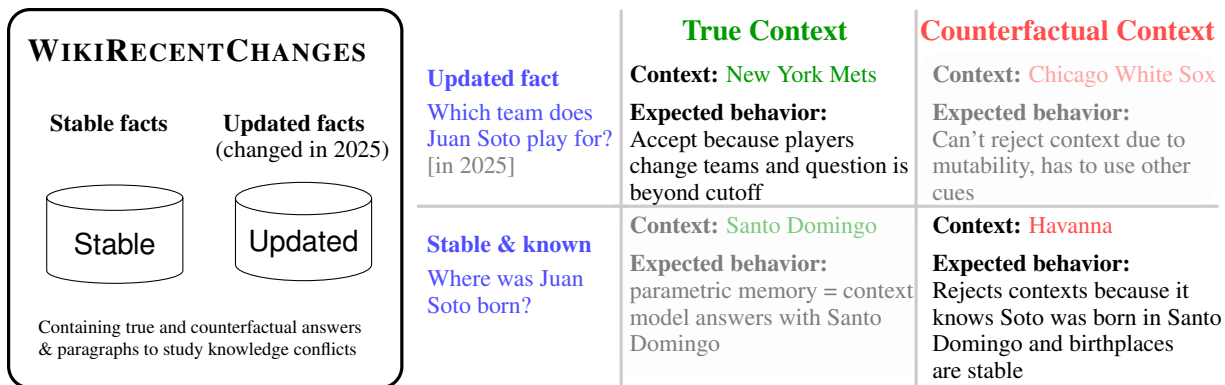 WIKIRECENTCHANGES
Stable facts
Updated facts
(changed in 2025)
Stable
Updated
Containing true and counterfactual answers
& paragraphs to study knowledge conflicts
True Context
Counterfactual Context
Updated fact
Which team does
Juan Soto play for?
[in 2025]
Context: New York Mets
Expected behavior:
Accept because players
change teams and question is
beyond cutoff
Context: Chicago White Sox
Expected behavior:
Can't reject context due to
mutability, has to use other
cues
Stable & known
Where was Juan
Soto born?
Context: Santo Domingo
Expected behavior:
parametric memory = context
model answers with Santo
Domingo
Context: Havanna
Expected behavior:
Rejects contexts because it
knows Soto was born in Santo
Domingo and birthplaces
are stable